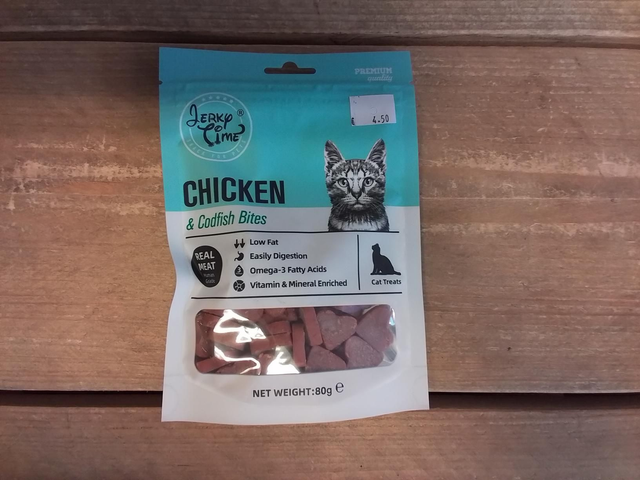 PREMIUM
quality
JERKY
TIME ®
£ 4.50
CHICKEN
& Codfish Bites
REAL
MEAT
Low Fat
Easily Digestion
Omega-3 Fatty Acids
Vitamin & Mineral Enriched
Cat Treats
NET WEIGHT:80g e